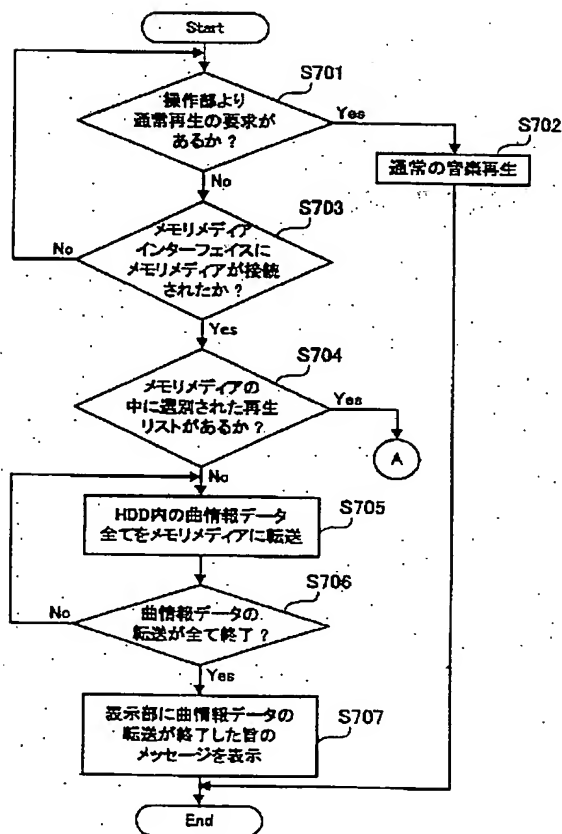 Start
S701
操作部より
通常再生の要求が
あるか？
Yes
S702
通常の音楽再生
No
S703
メモリメディア
インターフェイスに
メモリメディアが接続
されたか？
No
Yes
S704
メモリメディアの
中に選別された再生
リストがあるか？
Yes
A
No
S705
HDD内の曲情報データ
全てをメモリメディアに転送
S706
曲情報データの
転送が全て終了？
No
Yes
S707
表示部に曲情報データの
転送が終了した旨の
メッセージを表示
End